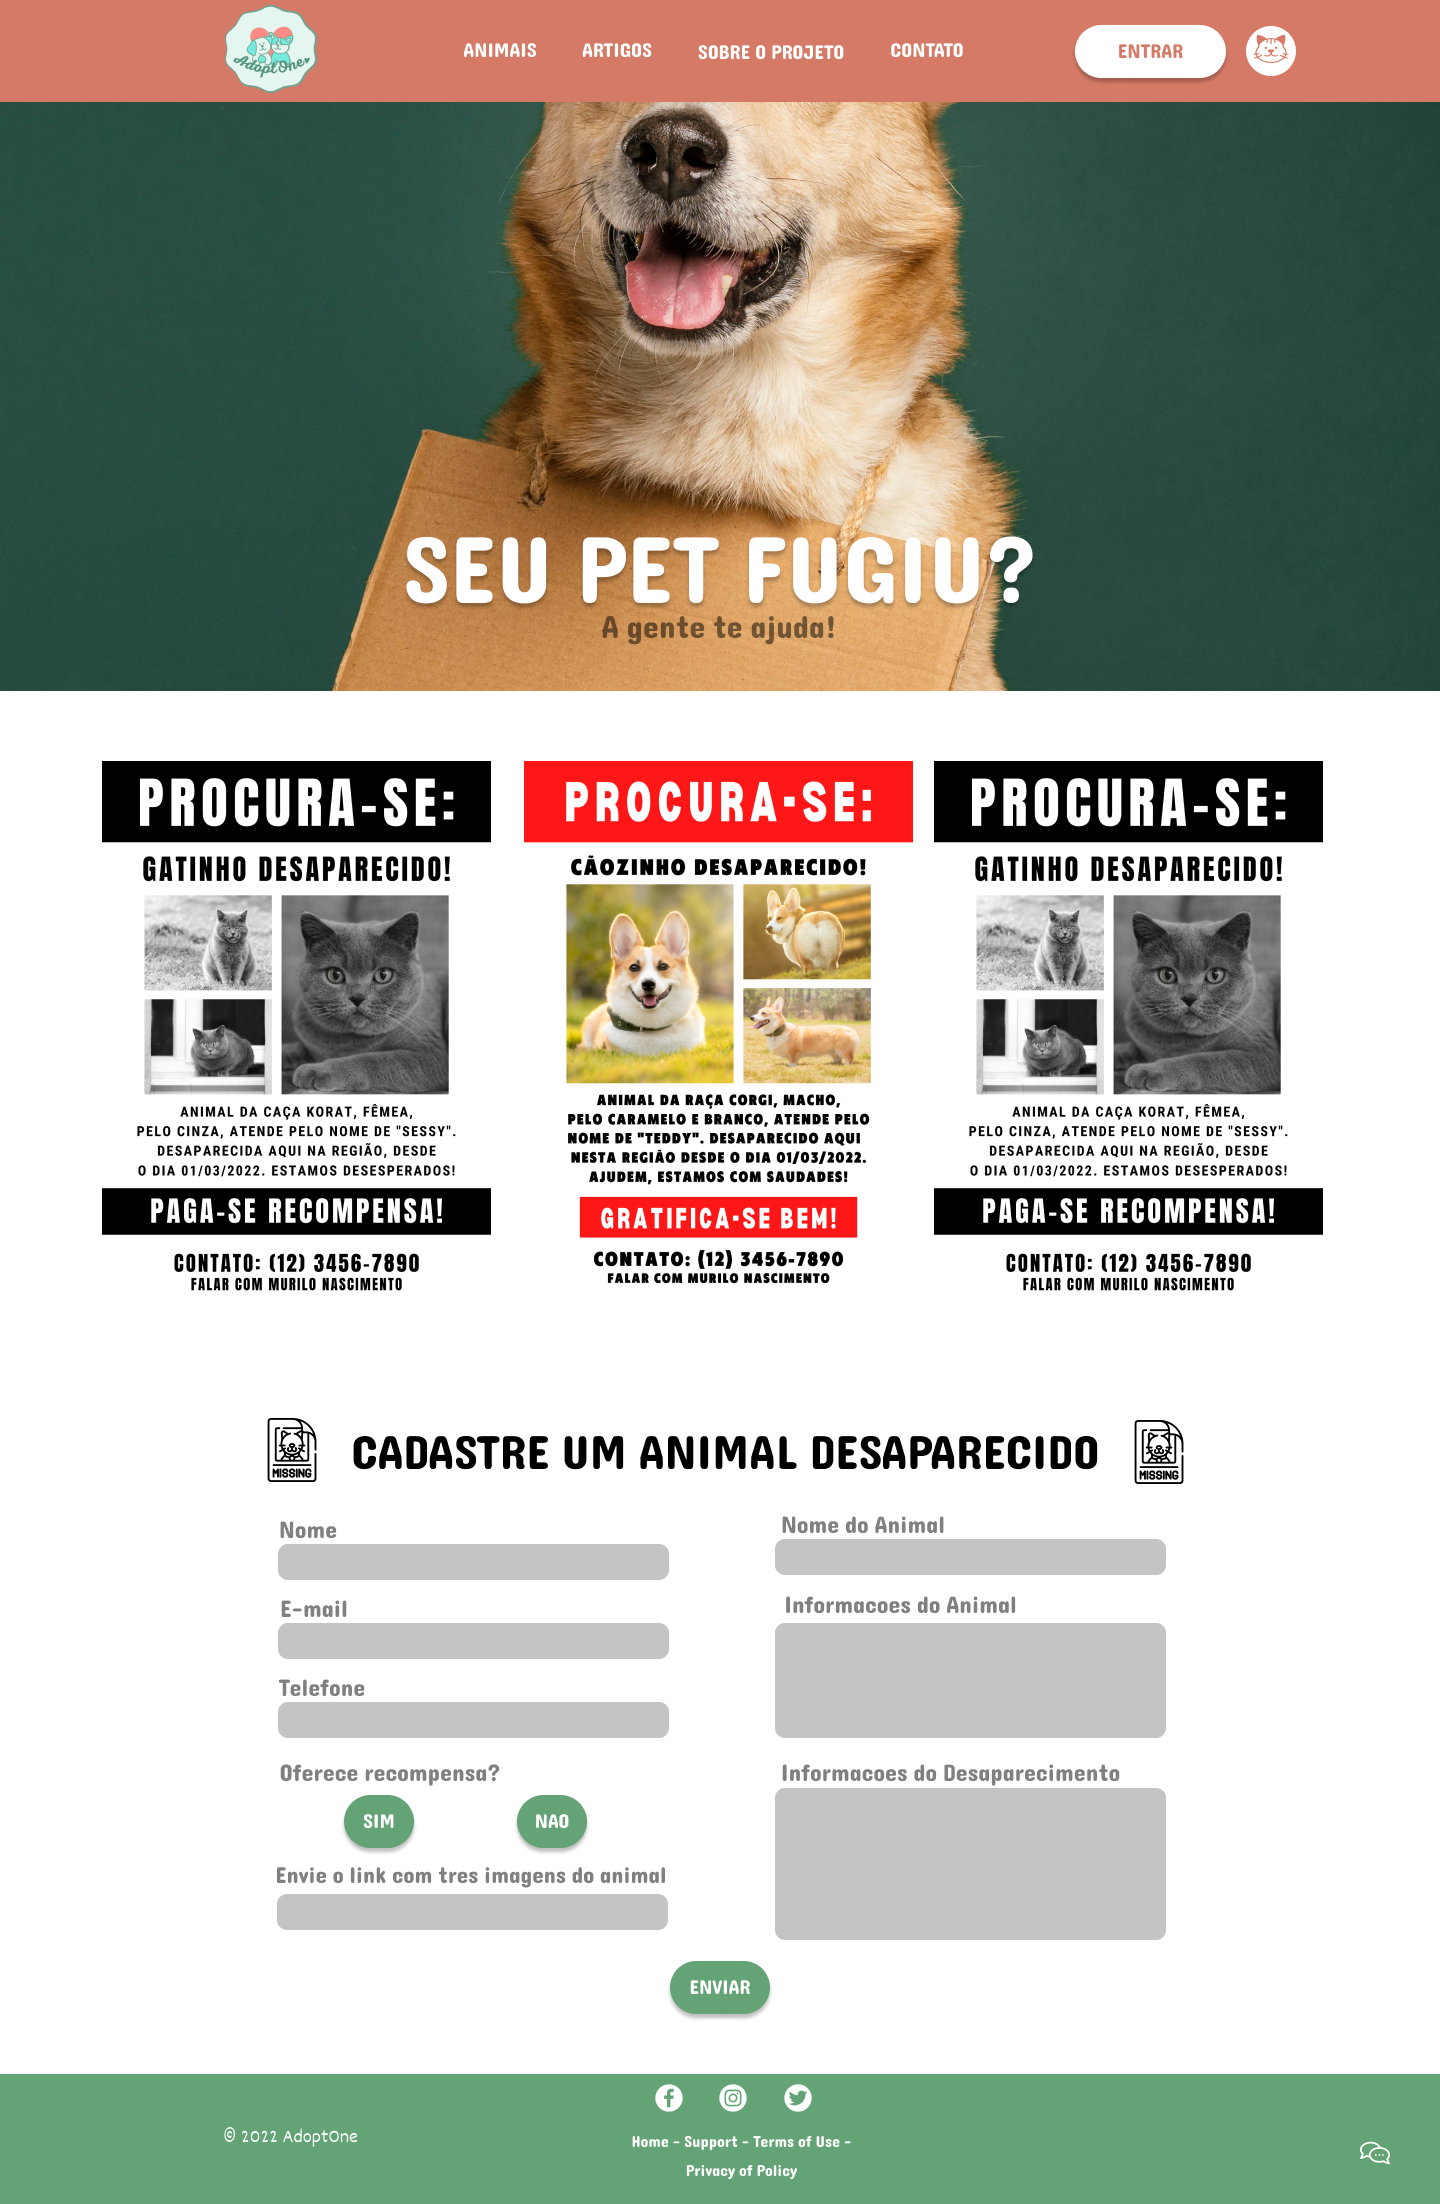 AdoptOne
ANIMAIS
ARTIGOS
SOBRE O PROJETO
CONTATO
ENTRAR
SEU PET FUGIU?
A gente te ajuda!
PROCURA-SE:
GATINHO DESAPARECIDO!
ANIMAL DA CAÇA KORAT, FÊMEA,
PELO CINZA, ATENDE PELO NOME DE "SESSY".
DESAPARECIDA AQUI NA REGIÃO, DESDE
O DIA 01/03/2022. ESTAMOS DESESPERADOS!
PAGA-SE RECOMPENSA!
CONTATO: (12) 3456-7890
FALAR COM MURILO NASCIMENTO
PROCURA-SE:
CÃOZINHO DESAPARECIDO!
ANIMAL DA RAÇA CORGI, MACHO,
PELO CARAMELO E BRANCO, ATENDE PELO
NOME DE "TEDDY". DESAPARECIDO AQUI
NESTA REGIÃO DESDE O DIA 01/03/2022.
AJUDEM, ESTAMOS COM SAUDADES!
GRATIFICA-SE BEM!
CONTATO: (12) 3456-7890
FALAR COM MURILO NASCIMENTO
PROCURA-SE:
GATINHO DESAPARECIDO!
ANIMAL DA CAÇA KORAT, FÊMEA,
PELO CINZA, ATENDE PELO NOME DE "SESSY".
DESAPARECIDA AQUI NA REGIÃO, DESDE
O DIA 01/03/2022. ESTAMOS DESESPERADOS!
PAGA-SE RECOMPENSA!
CONTATO: (12) 3456-7890
FALAR COM MURILO NASCIMENTO
MISSING
CADASTRE UM ANIMAL DESAPARECIDO
MISSING
Nome
E-mail
Telefone
Oferece recompensa?
SIM
NAO
Envie o link com tres imagens do animal
Nome do Animal
Informacoes do Animal
Informacoes do Desaparecimento
ENVIAR
© 2022 AdoptOne
Home - Support - Terms of Use -
Privacy of Policy